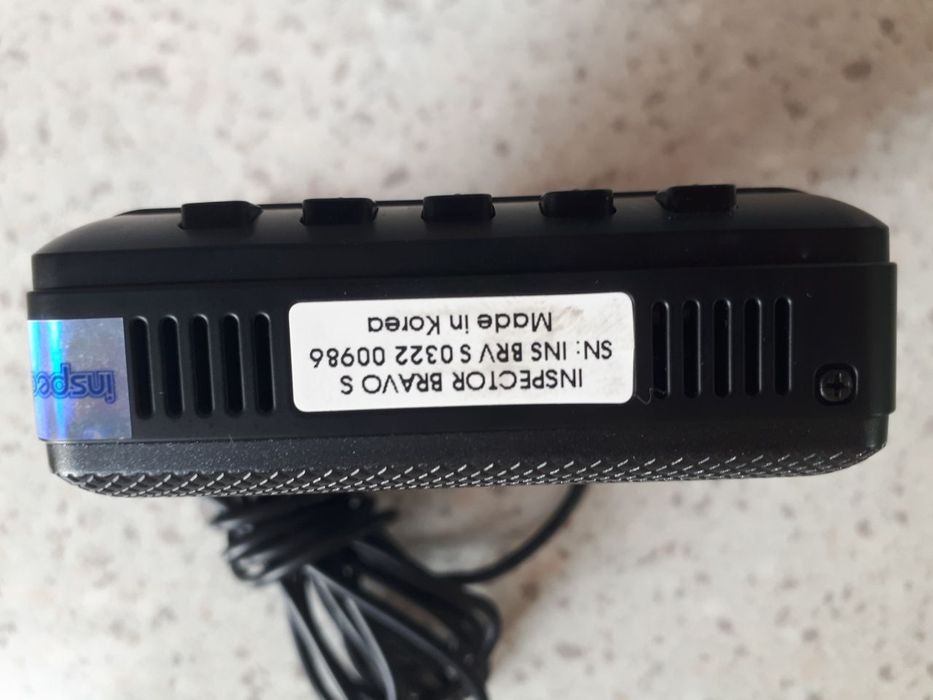 INSPECTOR BRAVO S
SN: INS BRV S 0322 00986
Made in Korea